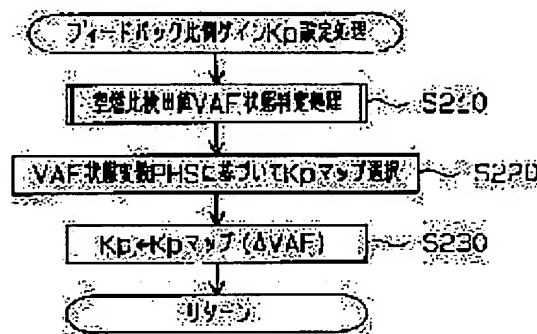 フィードバック比例ゲインKp設定処理
空燃比検出値VAF状態判定処理
S210
VAF状態変数PHSに基づいてKpマップ選択
S220
Kp←Kpマップ(ΔVAF)
S230
リターン